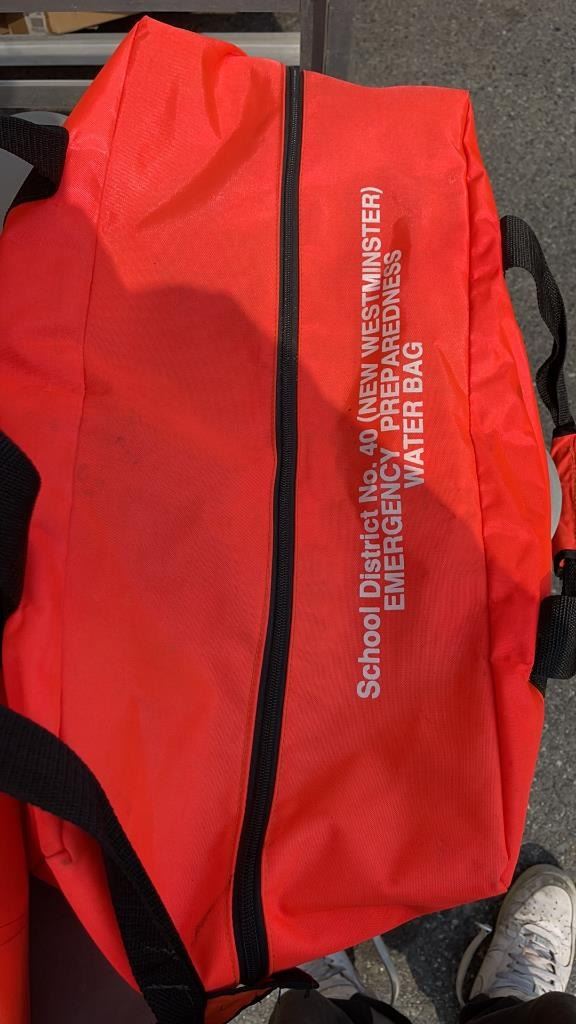 School District No. 40 (NEW WESTMINSTER)
EMERGENCY PREPAREDNESS
WATER BAG